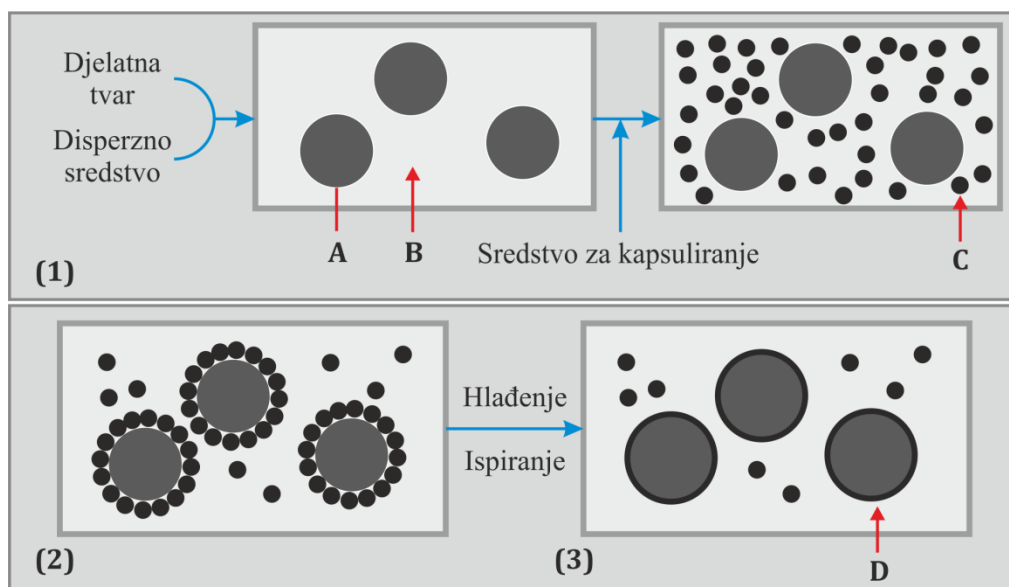 Djelatna
tvar
Disperzno
sredstvo
A
B
Sredstvo za kapsuliranje
C
(1)
Hlađenje
Ispiranje
(2)
(3)
D